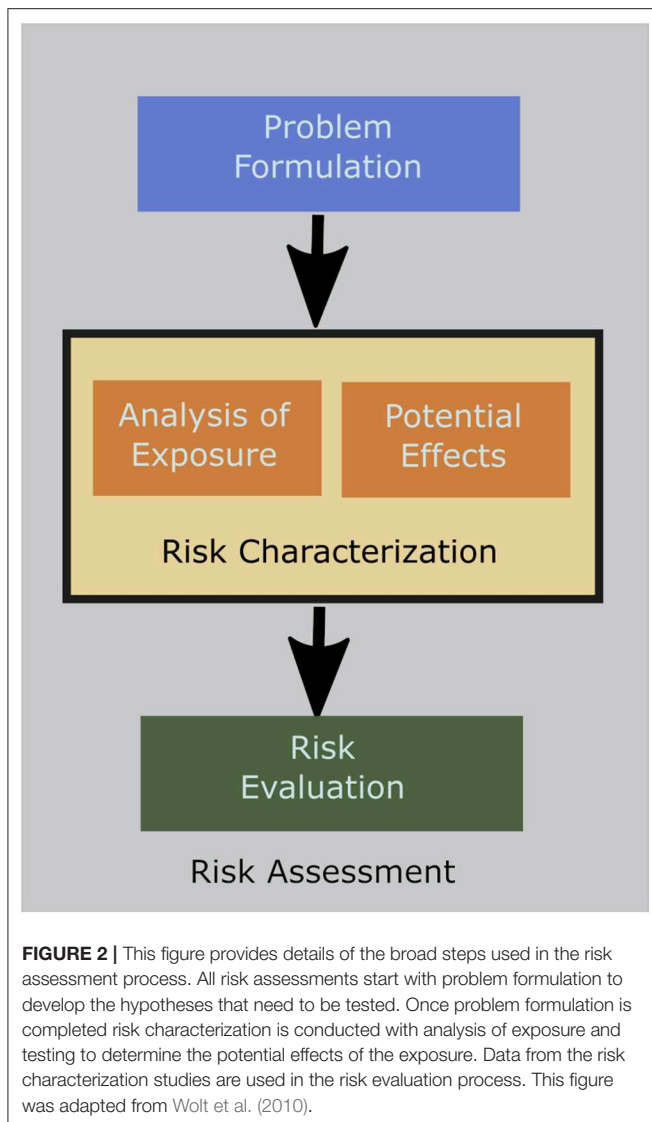 Problem
Formulation
Analysis of
Exposure
Potential
Effects
Risk Characterization
Risk
Evaluation
Risk Assessment
FIGURE 2 | This figure provides details of the broad steps used in the risk
assessment process. All risk assessments start with problem formulation to
develop the hypotheses that need to be tested. Once problem formulation is
completed risk characterization is conducted with analysis of exposure and
testing to determine the potential effects of the exposure. Data from the risk
characterization studies are used in the risk evaluation process. This figure
was adapted from Wolt et al. (2010).